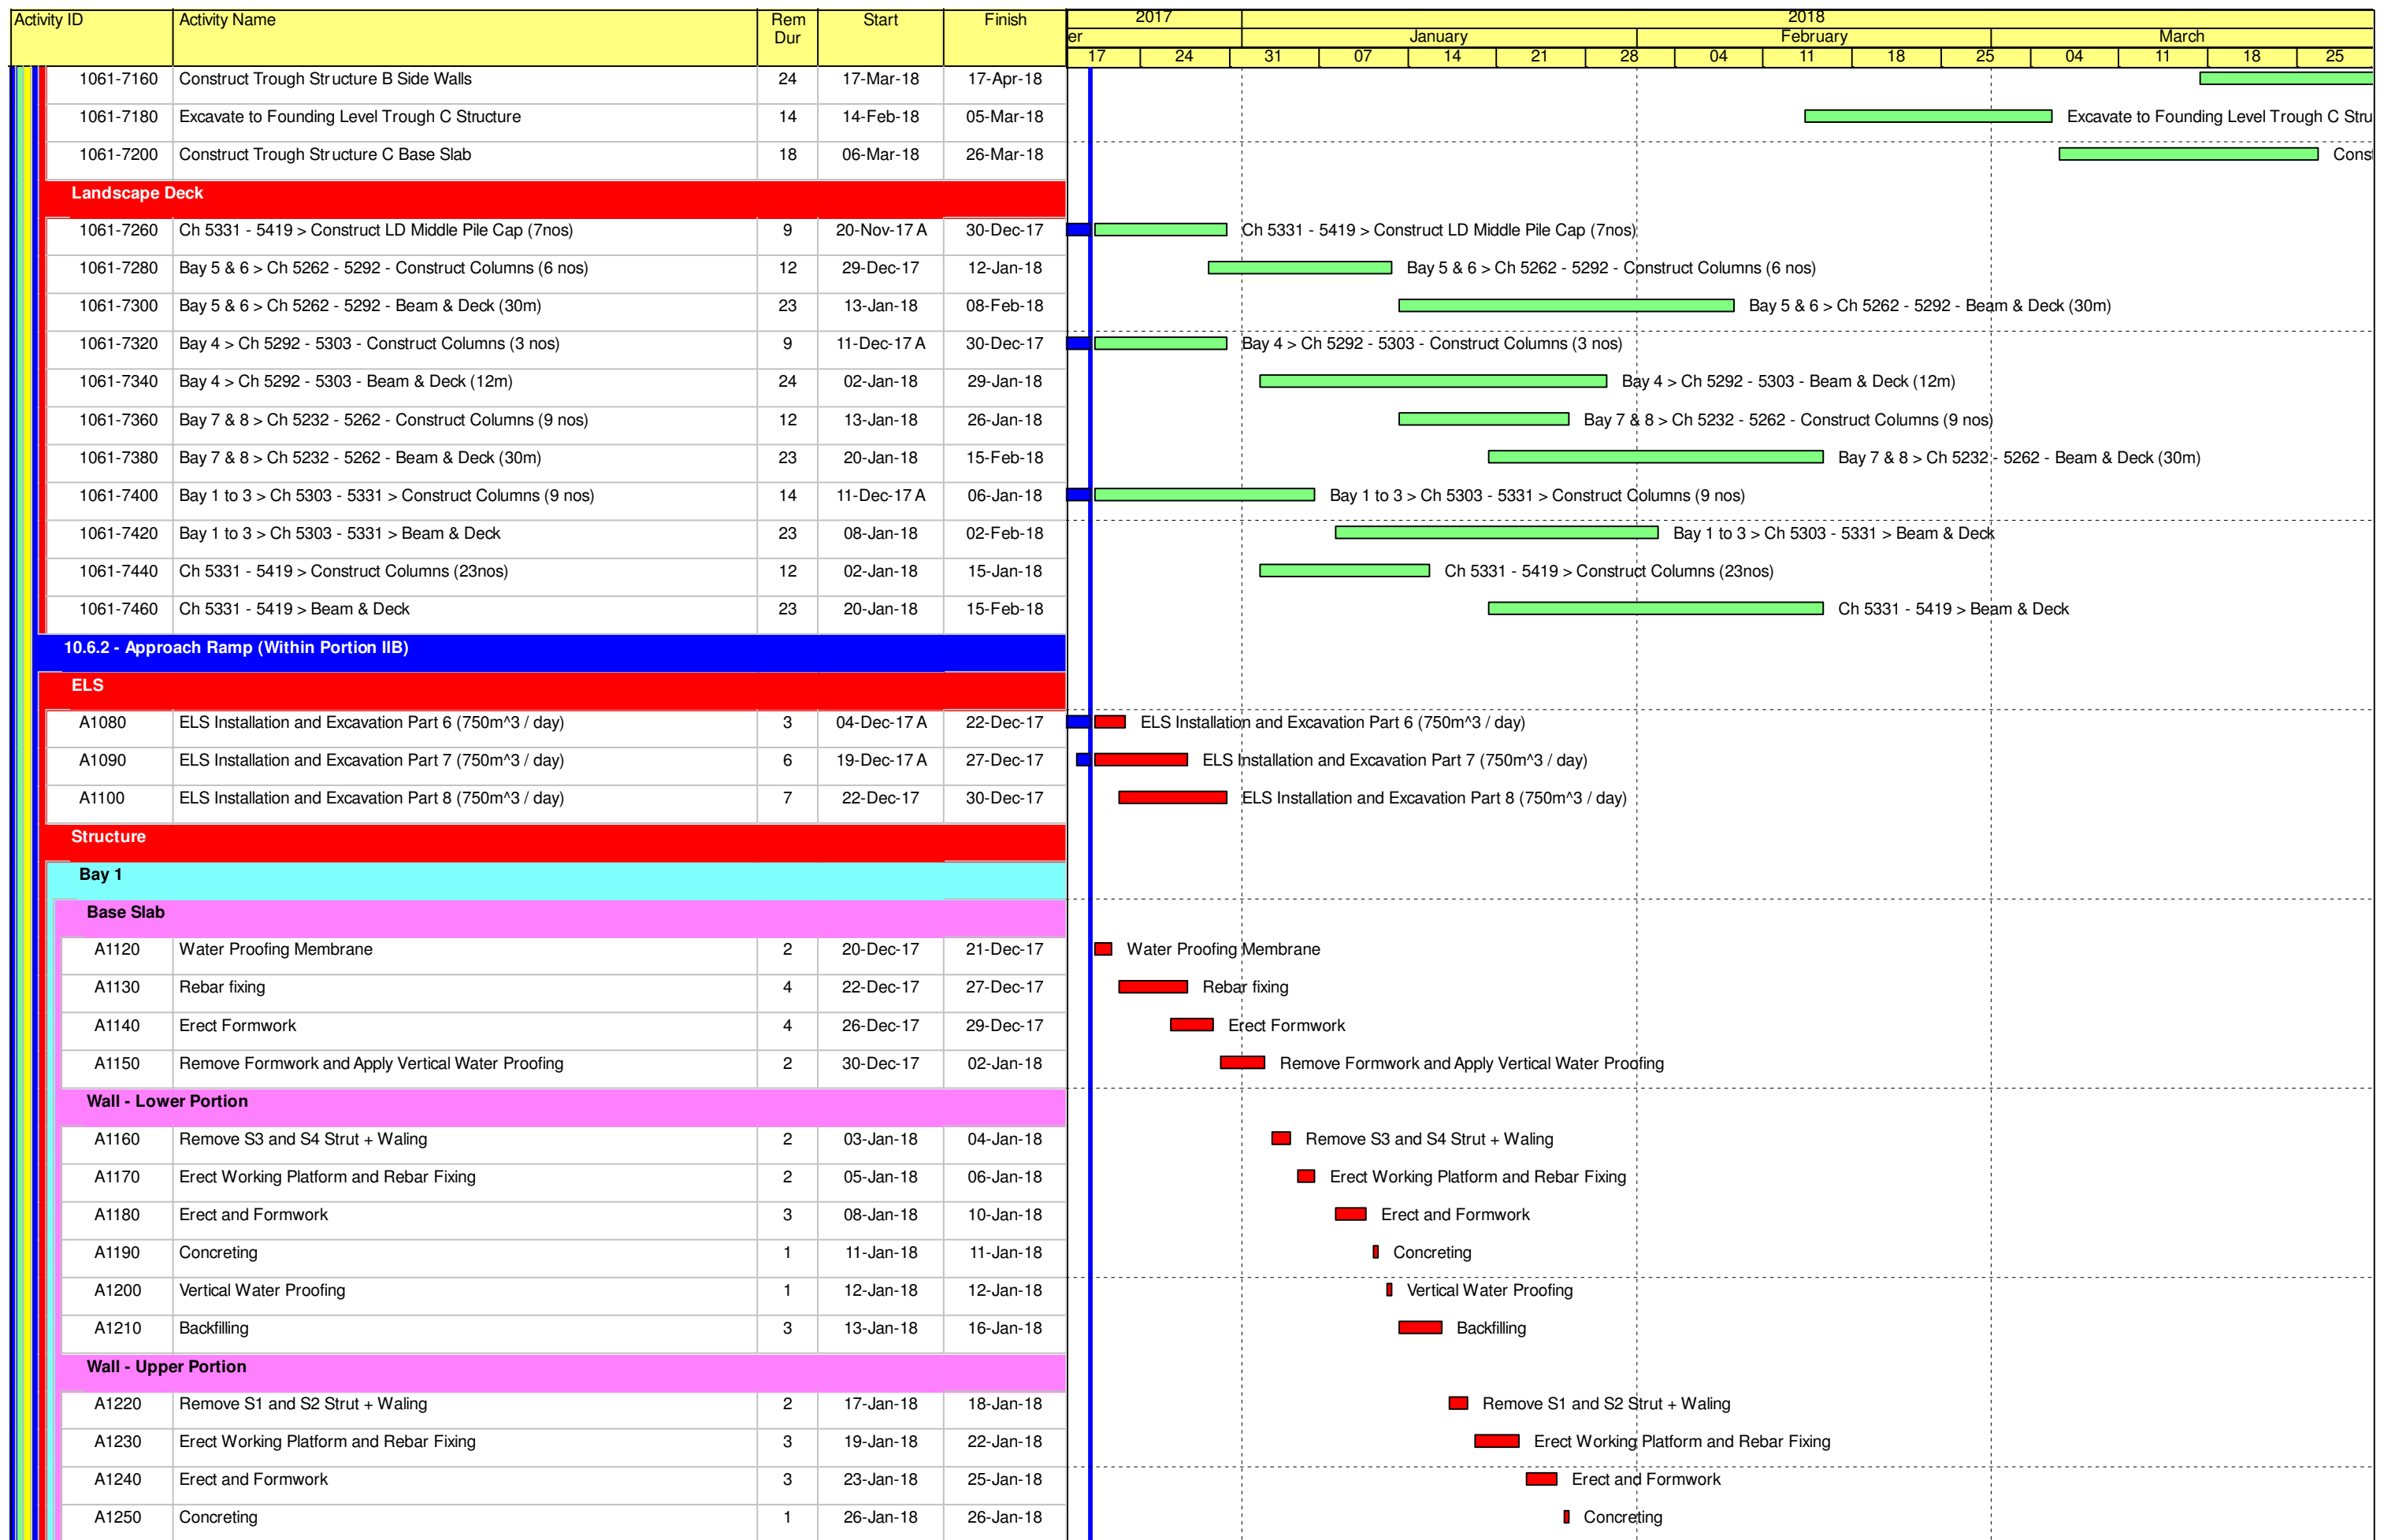 Activity ID Activity Name Rem Dur Start Finish 2017 2018
er January February March
17 24 31 07 14 21 28 04 11 18 25 04 11 18 25
1061-7160 Construct Trough Structure B Side Walls 24 17-Mar-18 17-Apr-18
1061-7180 Excavate to Founding Level Trough C Structure 14 14-Feb-18 05-Mar-18 Excavate to Founding Level Trough C Stru
1061-7200 Construct Trough Structure C Base Slab 18 06-Mar-18 26-Mar-18 Const
Landscape Deck
1061-7260 Ch 5331 - 5419 > Construct LD Middle Pile Cap (7nos) 9 20-Nov-17 A 30-Dec-17 Ch 5331 - 5419 > Construct LD Middle Pile Cap (7nos)
1061-7280 Bay 5 & 6 > Ch 5262 - 5292 - Construct Columns (6 nos) 12 29-Dec-17 12-Jan-18 Bay 5 & 6 > Ch 5262 - 5292 - Construct Columns (6 nos)
1061-7300 Bay 5 & 6 > Ch 5262 - 5292 - Beam & Deck (30m) 23 13-Jan-18 08-Feb-18 Bay 5 & 6 > Ch 5262 - 5292 - Beam & Deck (30m)
1061-7320 Bay 4 > Ch 5292 - 5303 - Construct Columns (3 nos) 9 11-Dec-17 A 30-Dec-17 Bay 4 > Ch 5292 - 5303 - Construct Columns (3 nos)
1061-7340 Bay 4 > Ch 5292 - 5303 - Beam & Deck (12m) 24 02-Jan-18 29-Jan-18 Bay 4 > Ch 5292 - 5303 - Beam & Deck (12m)
1061-7360 Bay 7 & 8 > Ch 5232 - 5262 - Construct Columns (9 nos) 12 13-Jan-18 26-Jan-18 Bay 7 & 8 > Ch 5232 - 5262 - Construct Columns (9 nos)
1061-7380 Bay 7 & 8 > Ch 5232 - 5262 - Beam & Deck (30m) 23 20-Jan-18 15-Feb-18 Bay 7 & 8 > Ch 5232 - 5262 - Beam & Deck (30m)
1061-7400 Bay 1 to 3 > Ch 5303 - 5331 > Construct Columns (9 nos) 14 11-Dec-17 A 06-Jan-18 Bay 1 to 3 > Ch 5303 - 5331 > Construct Columns (9 nos)
1061-7420 Bay 1 to 3 > Ch 5303 - 5331 > Beam & Deck 23 08-Jan-18 02-Feb-18 Bay 1 to 3 > Ch 5303 - 5331 > Beam & Deck
1061-7440 Ch 5331 - 5419 > Construct Columns (23nos) 12 02-Jan-18 15-Jan-18 Ch 5331 - 5419 > Construct Columns (23nos)
1061-7460 Ch 5331 - 5419 > Beam & Deck 23 20-Jan-18 15-Feb-18 Ch 5331 - 5419 > Beam & Deck
10.6.2 - Approach Ramp (Within Portion IIB)
ELS
A1080 ELS Installation and Excavation Part 6 (750m^3 / day) 3 04-Dec-17 A 22-Dec-17 ELS Installation and Excavation Part 6 (750m^3 / day)
A1090 ELS Installation and Excavation Part 7 (750m^3 / day) 6 19-Dec-17 A 27-Dec-17 ELS Installation and Excavation Part 7 (750m^3 / day)
A1100 ELS Installation and Excavation Part 8 (750m^3 / day) 7 22-Dec-17 30-Dec-17 ELS Installation and Excavation Part 8 (750m^3 / day)
Structure
Bay 1
Base Slab
A1120 Water Proofing Membrane 2 20-Dec-17 21-Dec-17 Water Proofing Membrane
A1130 Rebar fixing 4 22-Dec-17 27-Dec-17 Rebar fixing
A1140 Erect Formwork 4 26-Dec-17 29-Dec-17 Erect Formwork
A1150 Remove Formwork and Apply Vertical Water Proofing 2 30-Dec-17 02-Jan-18 Remove Formwork and Apply Vertical Water Proofing
Wall - Lower Portion
A1160 Remove S3 and S4 Strut + Waling 2 03-Jan-18 04-Jan-18 Remove S3 and S4 Strut + Waling
A1170 Erect Working Platform and Rebar Fixing 2 05-Jan-18 06-Jan-18 Erect Working Platform and Rebar Fixing
A1180 Erect and Formwork 3 08-Jan-18 10-Jan-18 Erect and Formwork
A1190 Concreting 1 11-Jan-18 11-Jan-18 Concreting
A1200 Vertical Water Proofing 1 12-Jan-18 12-Jan-18 Vertical Water Proofing
A1210 Backfilling 3 13-Jan-18 16-Jan-18 Backfilling
Wall - Upper Portion
A1220 Remove S1 and S2 Strut + Waling 2 17-Jan-18 18-Jan-18 Remove S1 and S2 Strut + Waling
A1230 Erect Working Platform and Rebar Fixing 3 19-Jan-18 22-Jan-18 Erect Working Platform and Rebar Fixing
A1240 Erect and Formwork 3 23-Jan-18 25-Jan-18 Erect and Formwork
A1250 Concreting 1 26-Jan-18 26-Jan-18 Concreting